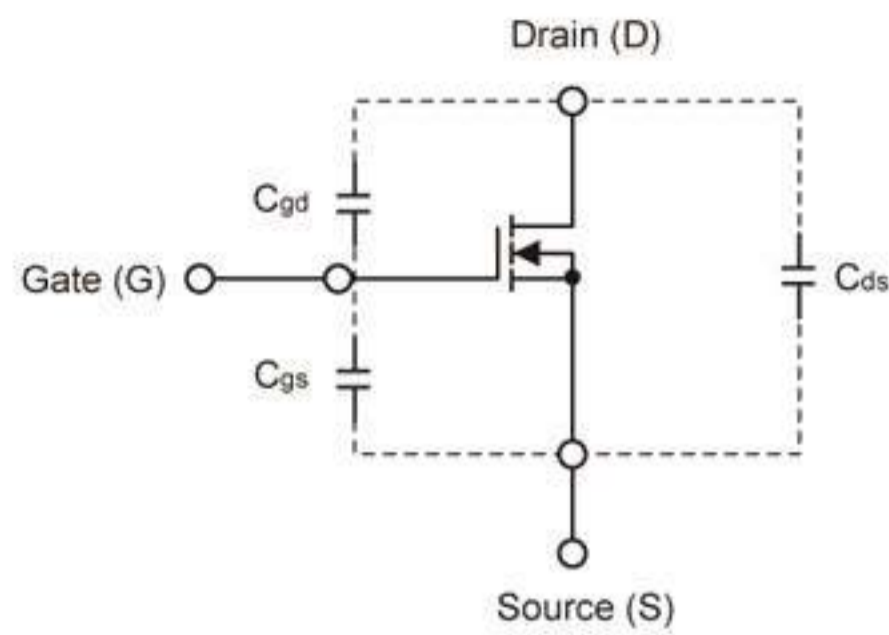 Drain (D)
Cgd
Gate (G)
Cds
Cgs
Source (S)